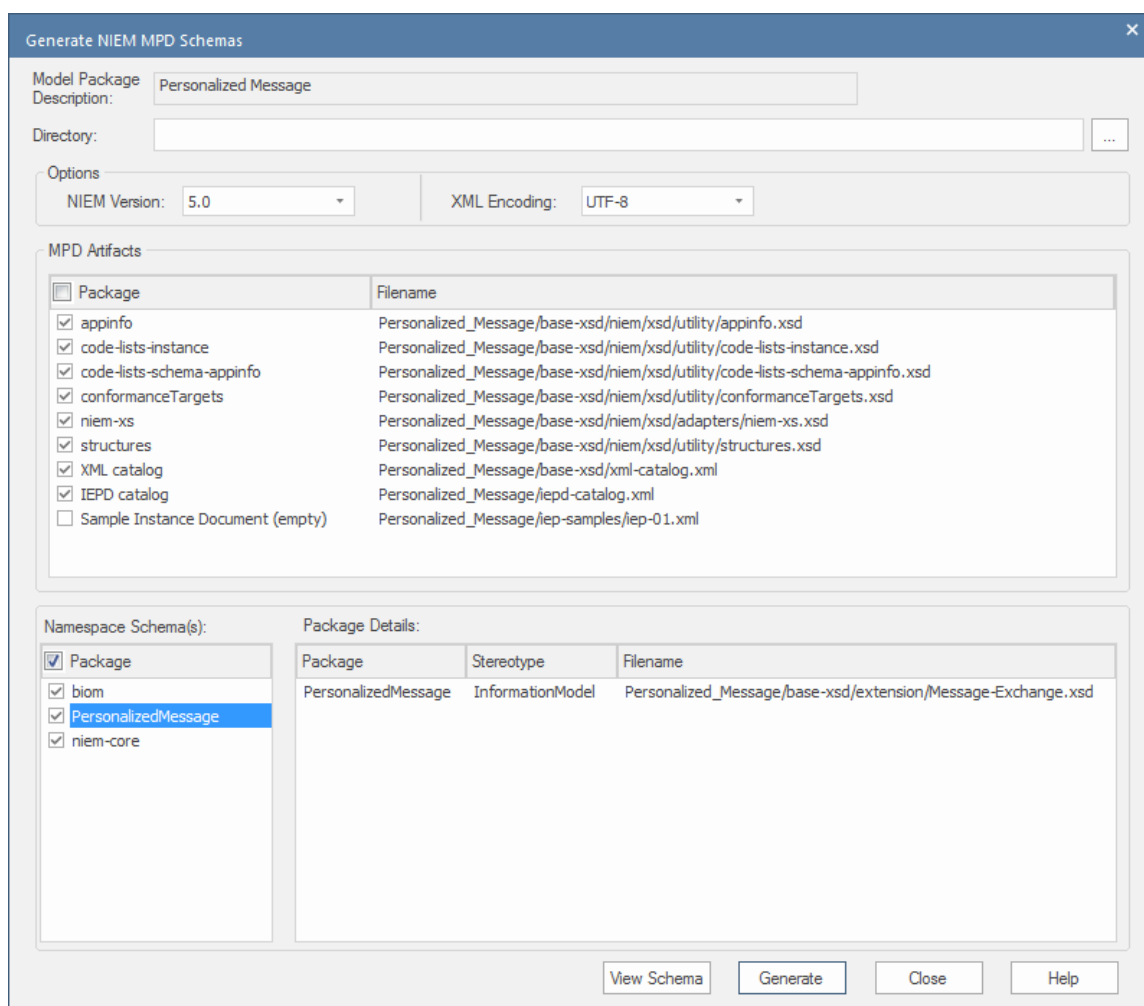 Generate NIEM MPD Schemas
Model Package Description:
Personalized Message
Directory:
...
Options
NIEM Version: 5.0 XML Encoding: UTF-8
MPD Artifacts
Package Filename
appinfo Personalized_Message/base-xsd/niem/xsd/utility/appinfo.xsd
code-lists-instance Personalized_Message/base-xsd/niem/xsd/utility/code-lists-instance.xsd
code-lists-schema-appinfo Personalized_Message/base-xsd/niem/xsd/utility/code-lists-schema-appinfo.xsd
conformanceTargets Personalized_Message/base-xsd/niem/xsd/utility/conformanceTargets.xsd
niem-xs Personalized_Message/base-xsd/niem/xsd/adapters/niem-xs.xsd
structures Personalized_Message/base-xsd/niem/xsd/utility/structures.xsd
XML catalog Personalized_Message/base-xsd/xml-catalog.xml
IEPD catalog Personalized_Message/iepd-catalog.xml
Sample Instance Document (empty) Personalized_Message/iep-samples/iep-01.xml
Namespace Schema(s):
Package
biom
PersonalizedMessage
niem-core
Package Details:
Package Stereotype Filename
PersonalizedMessage InformationModel Personalized_Message/base-xsd/extension/Message-Exchange.xsd
View Schema Generate Close Help